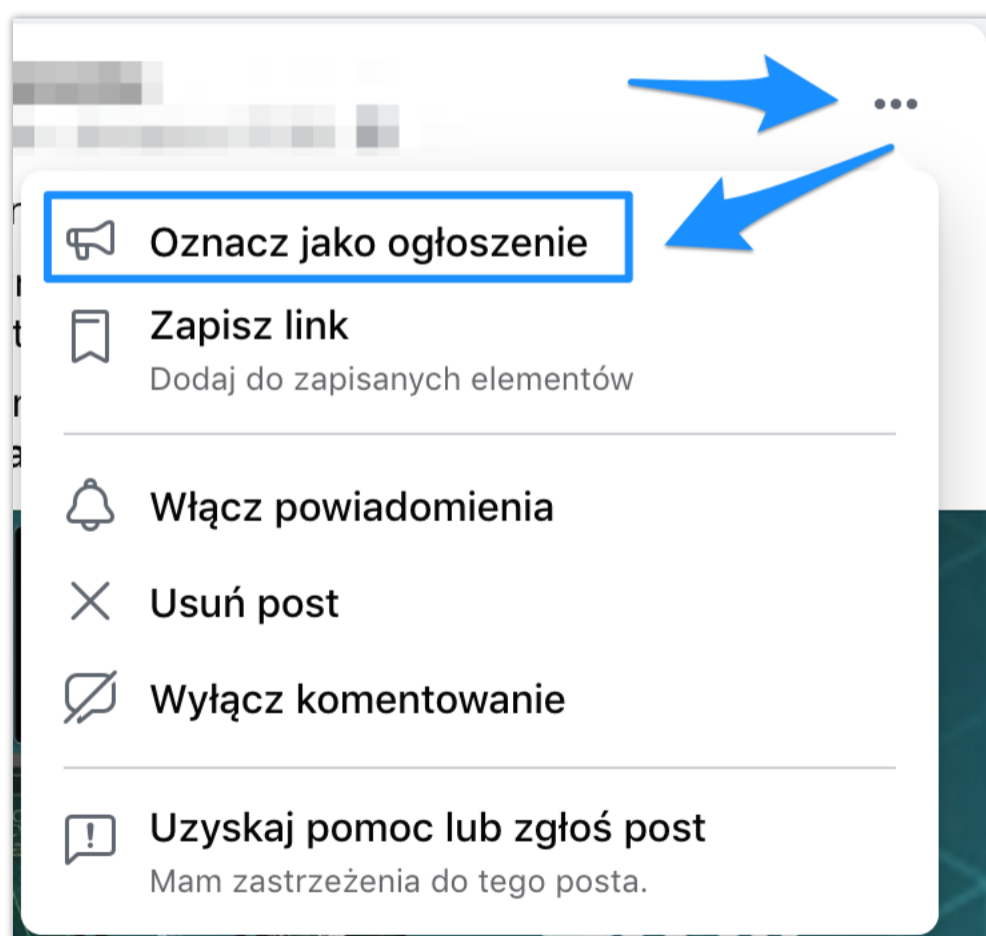 Oznacz jako ogłoszenie
Zapisz link
Dodaj do zapisanych elementów
Włącz powiadomienia
Usuń post
Wyłącz komentowanie
Uzyskaj pomoc lub zgłoś post
Mam zastrzeżenia do tego posta.